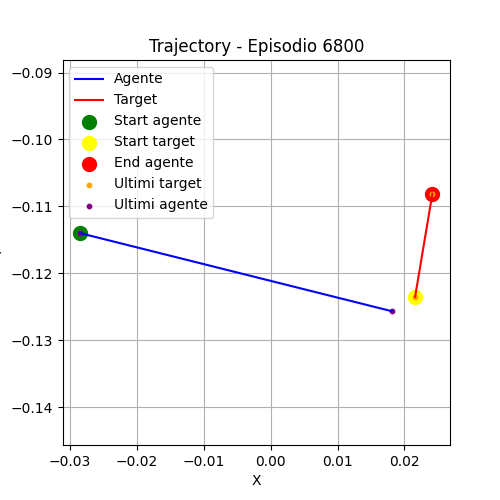 Trajectory - Episodio 6800
−0.09
−0.10
−0.11
−0.12
−0.13
−0.14
Agente
Target
Start agente
Start target
End agente
Ultimi target
Ultimi agente
−0.03
−0.02
−0.01
0.00
0.01
0.02
X